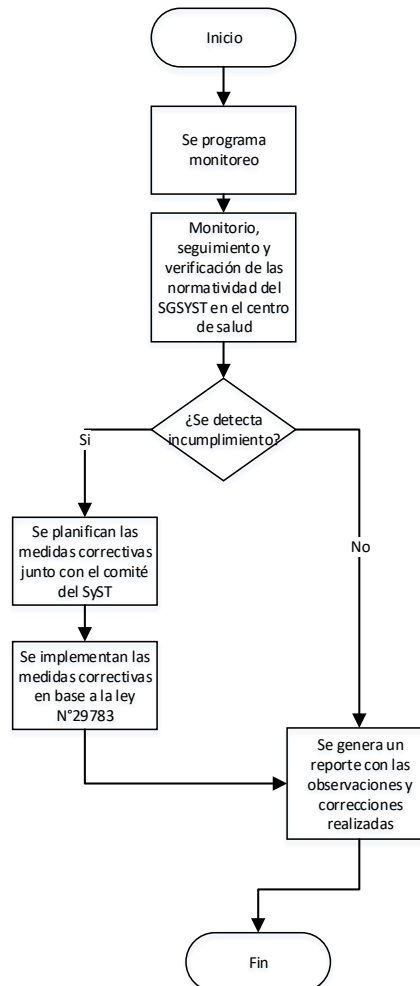 Inicio
Se programa
monitoreo
Monitorio,
seguimiento y
verificación de las
normatividad del
SGSYST en el centro
de salud
¿Se detecta
incumplimiento?
Si
No
Se planifican las
medidas correctivas
junto con el comité
del SyST
Se implementan las
medidas correctivas
en base a la ley
N°29783
Se genera un
reporte con las
observaciones y
correcciones
realizadas
Fin